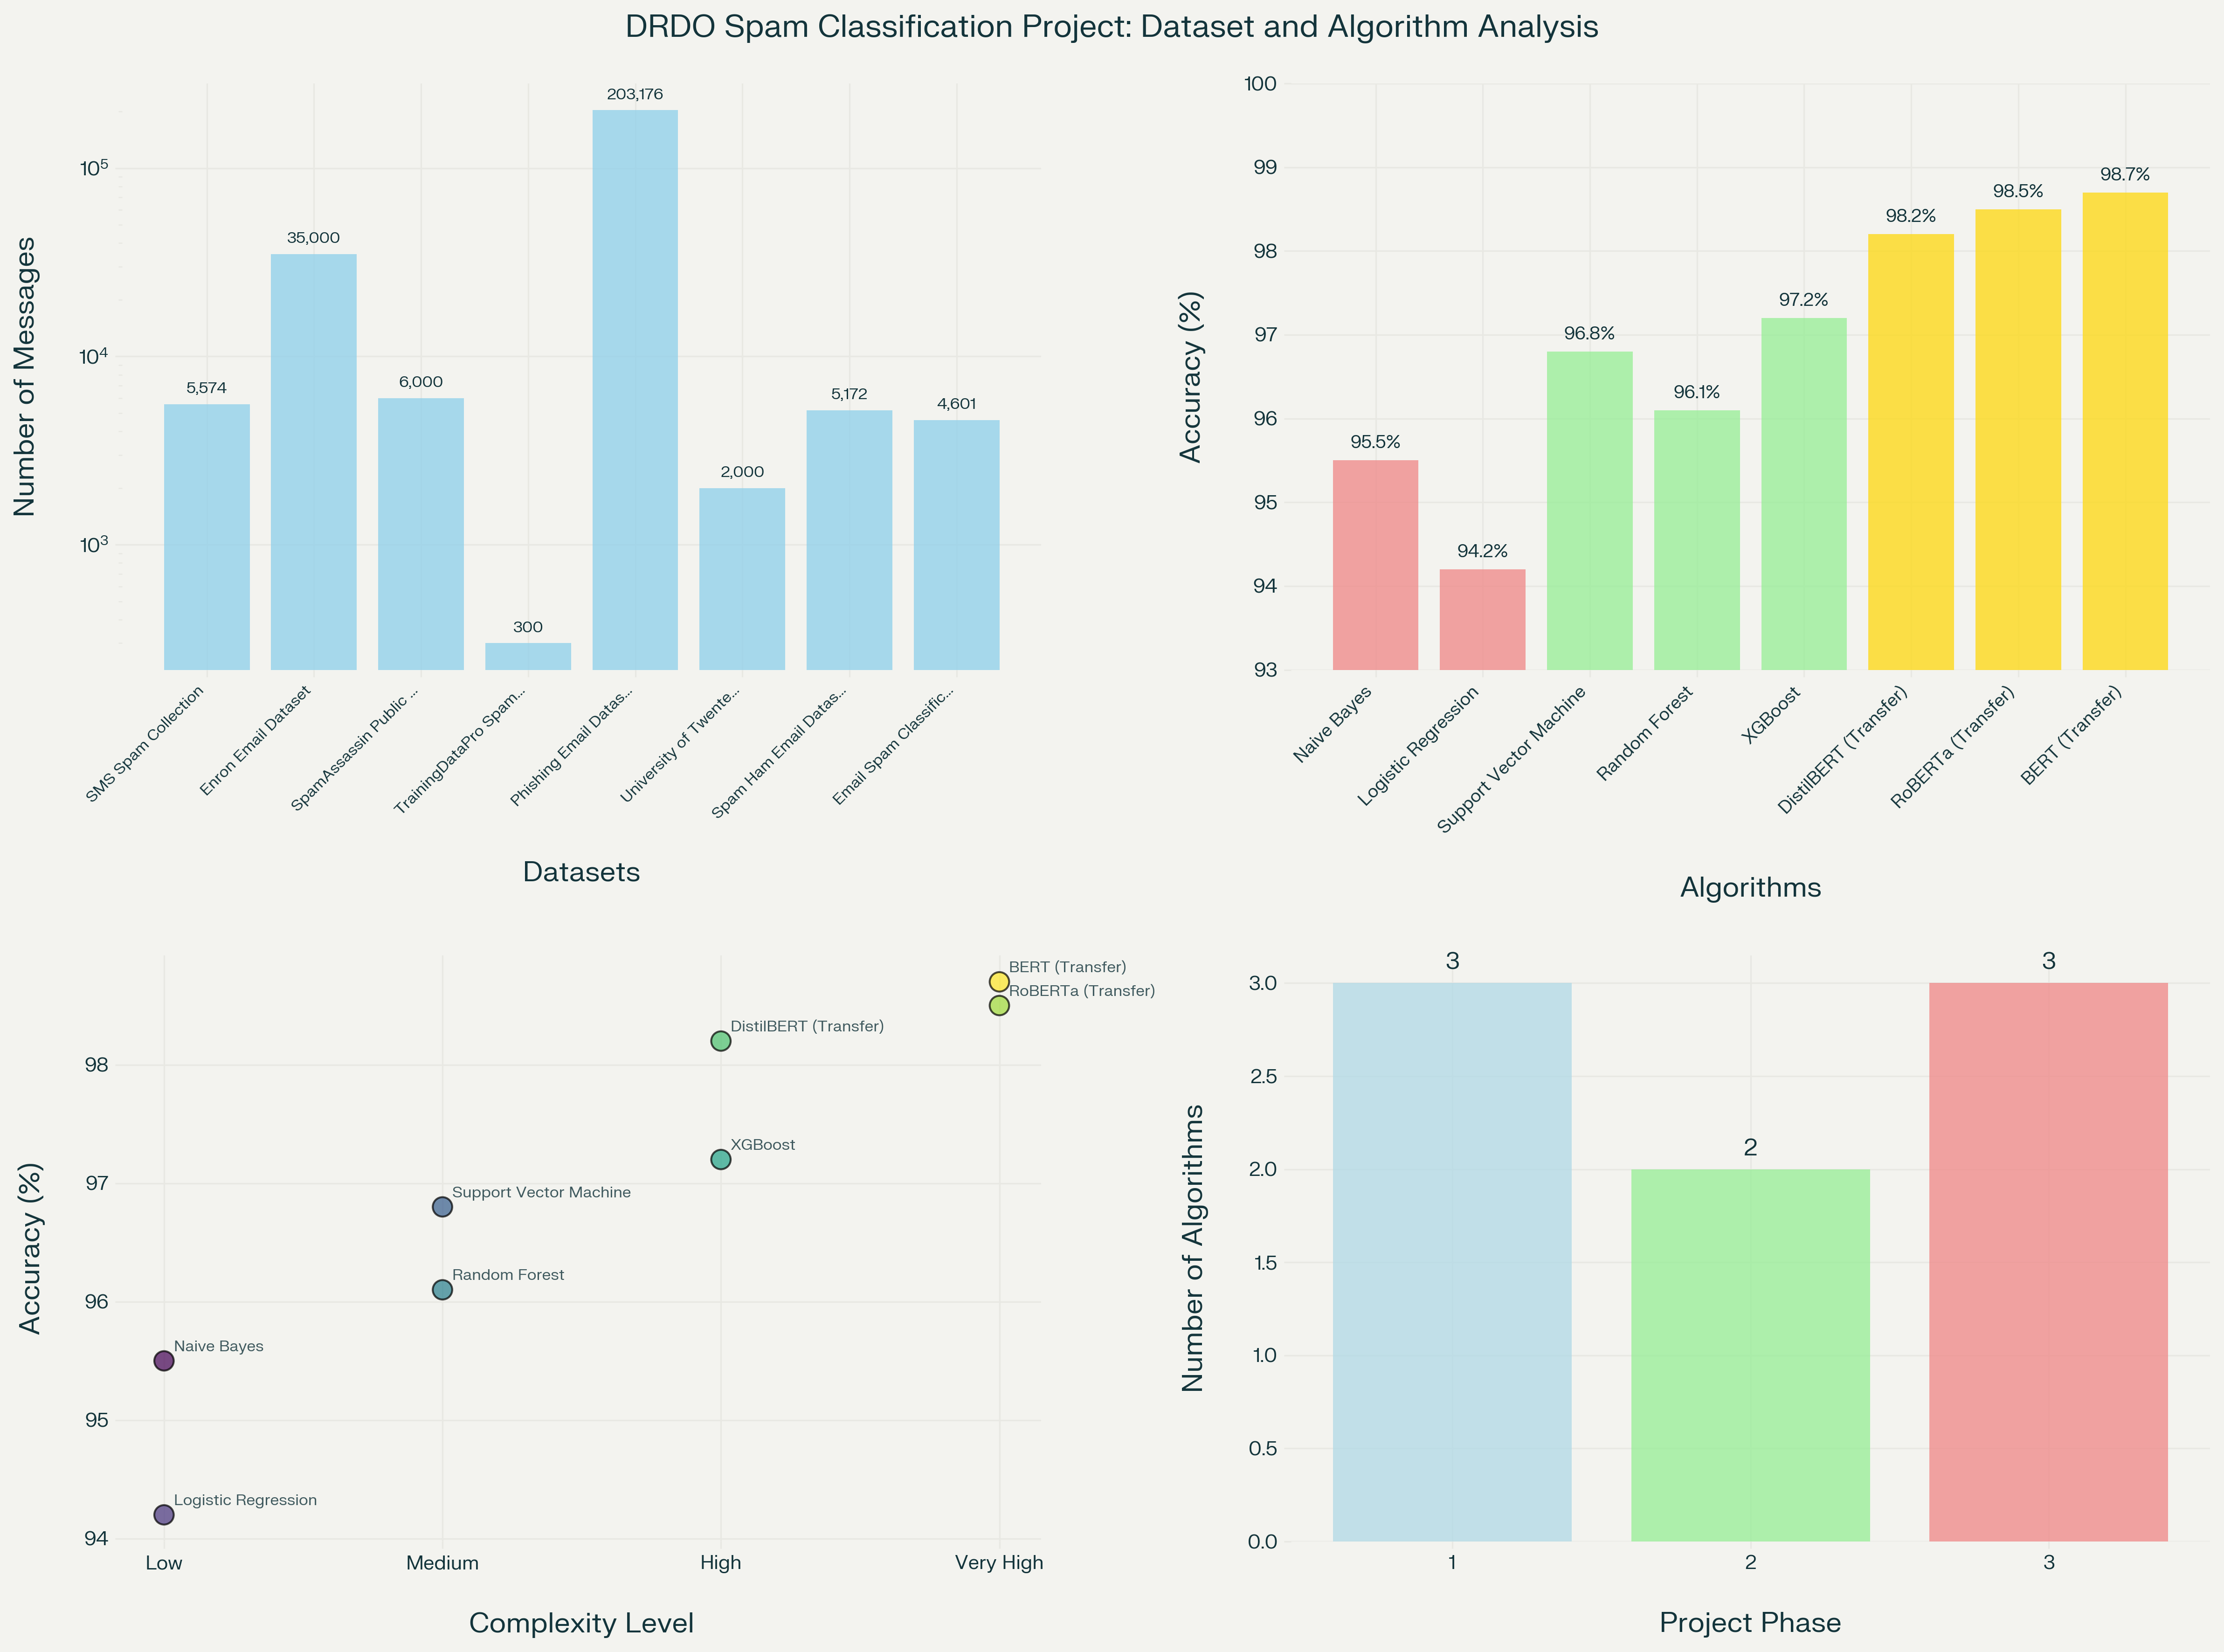 DRDO Spam Classification Project: Dataset and Algorithm Analysis
Number of Messages
10⁵
10⁴
10³
5,574
35,000
6,000
300
203,176
2,000
5,172
4,601
SMS Spam Collection
Enron Email Dataset
SpamAssassin Public ...
TrainingDataPro Spam...
Phishing Email Datas...
University of Twente...
Spam Ham Email Datas...
Email Spam Classific...
Datasets
Accuracy (%)
100
99
98
97
96
95
94
93
95.5%
94.2%
96.8%
96.1%
97.2%
98.2%
98.5%
98.7%
Naive Bayes
Logistic Regression
Support Vector Machine
Random Forest
XGBoost
DistilBERT (Transfer)
RoBERTa (Transfer)
BERT (Transfer)
Algorithms
Accuracy (%)
98
97
96
95
94
BERT (Transfer)
RoBERTa (Transfer)
DistilBERT (Transfer)
XGBoost
Support Vector Machine
Random Forest
Naive Bayes
Logistic Regression
Low
Medium
High
Very High
Complexity Level
Number of Algorithms
3.0
2.5
2.0
1.5
1.0
0.5
0.0
3
2
3
1
2
3
Project Phase